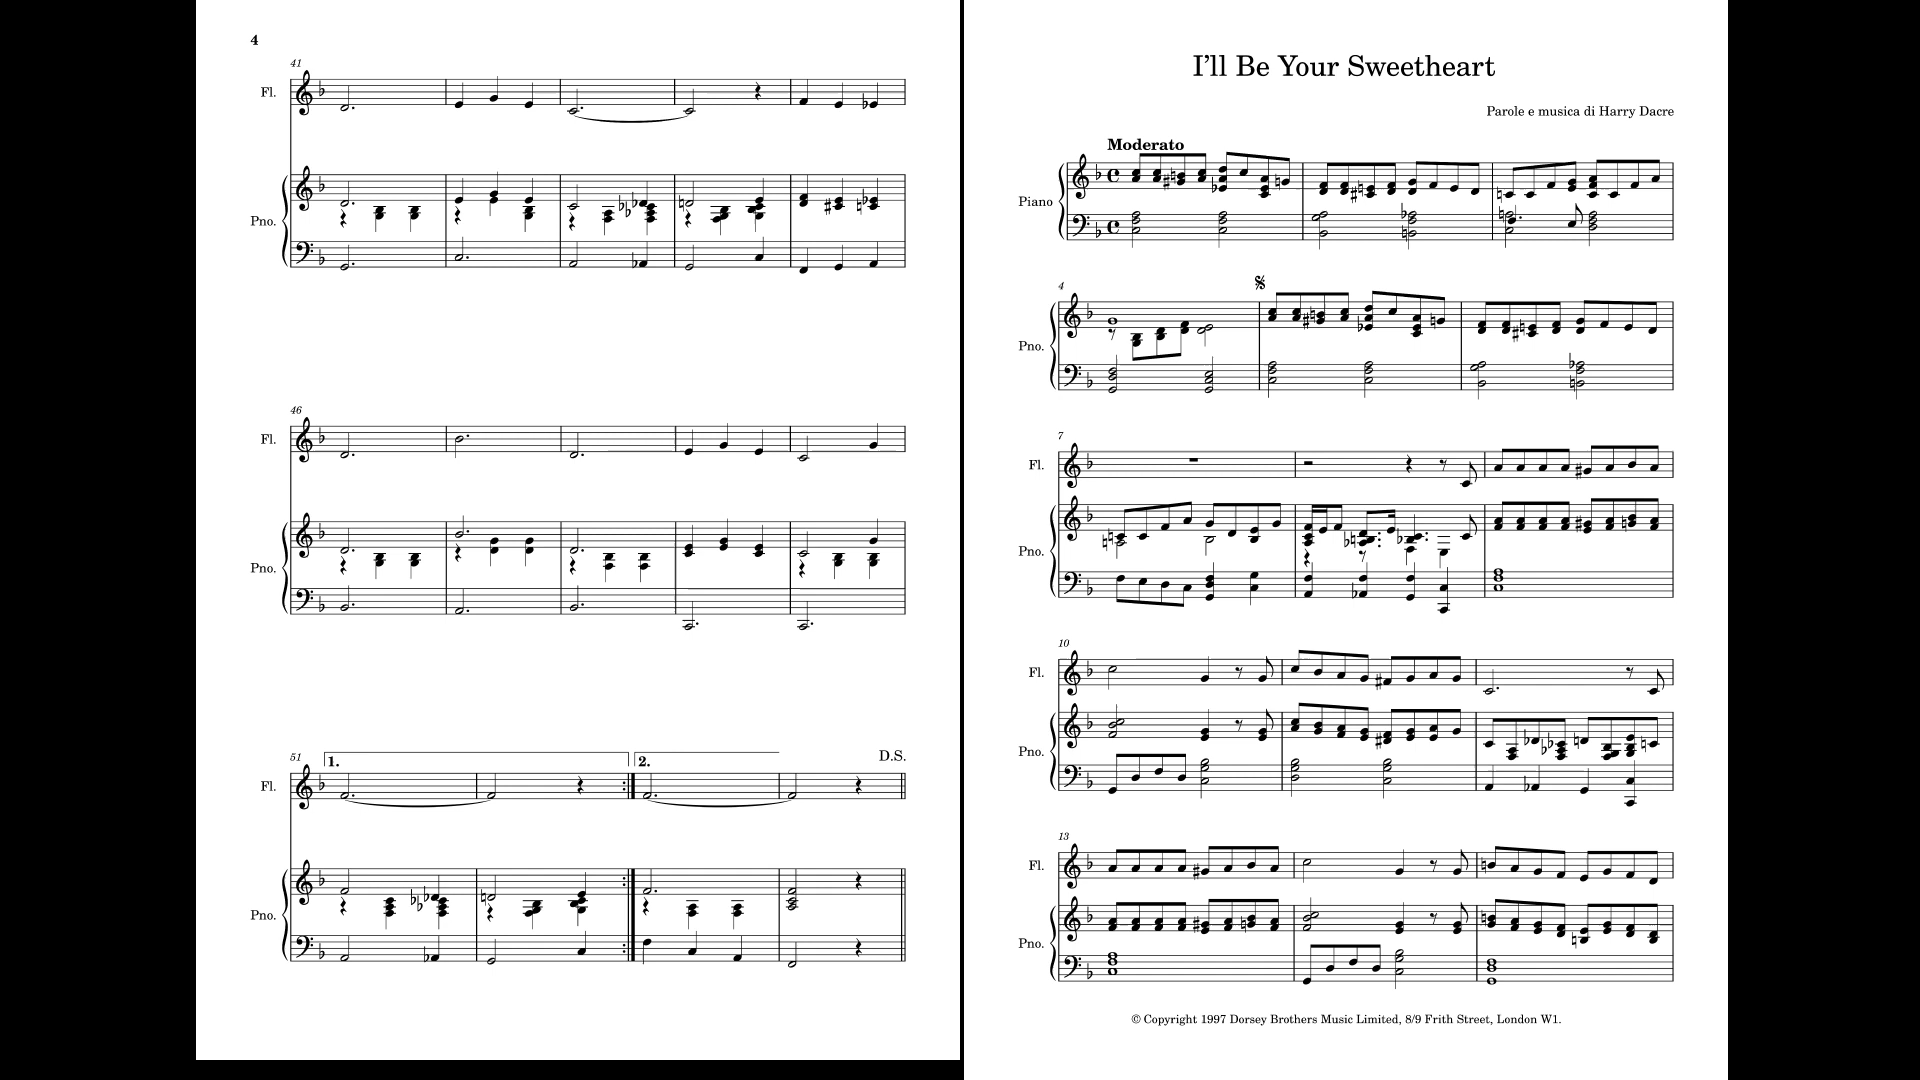 4
41
Fl.
Pno.
46
Fl.
Pno.
51
1.
2.
D.S.
Fl.
Pno.
I'll Be Your Sweetheart
Parole e musica di Harry Dacre
Moderato
Piano
4
Pno.
7
Fl.
Pno.
10
Fl.
Pno.
13
Fl.
Pno.
© Copyright 1997 Dorsey Brothers Music Limited, 8/9 Frith Street, London W1.